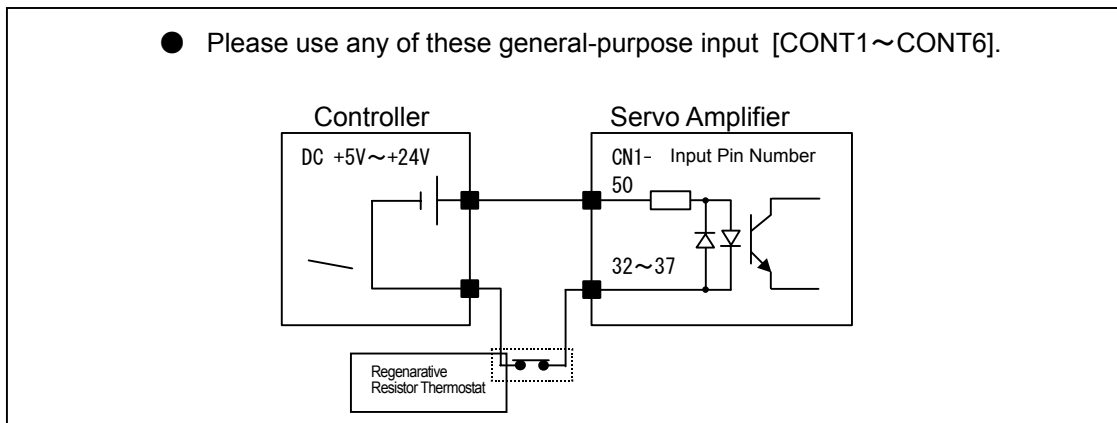 ● Please use any of these general-purpose input [CONT1～CONT6].
Controller
Servo Amplifier
DC +5V～+24V
CN1- Input Pin Number
50
32～37
Regenarative
Resistor Thermostat